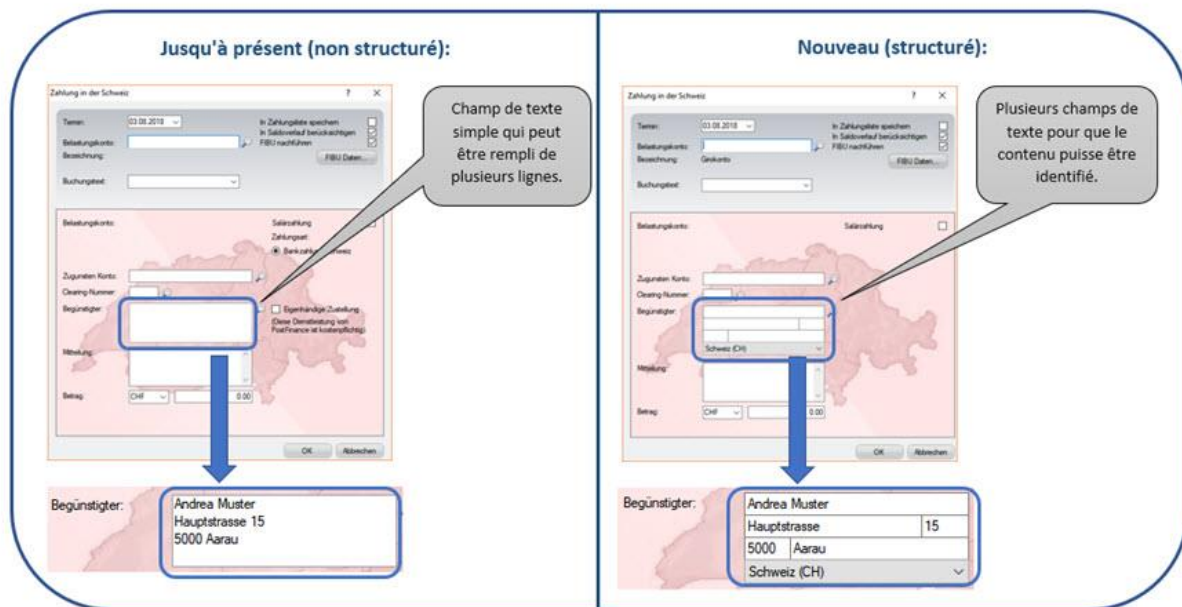 Jusqu'à présent (non structuré):
Zahlung in der Schweiz ? X
Termin: 03.08.2018
In Zahlungsliste speichern
In Saldoverlauf berücksichtigen
Belastungskonto:
FIBU nachführen
Bezeichnung:
FIBU Daten...
Buchungstext:
Champ de texte
simple qui peut
être rempli de
plusieurs lignes.
Belastungskonto:
Salärzahlung
Zahlungsart:
Zugunsten Konto:
Clearing-Nummer:
Begünstigter:
Eigenhändige Zustellung
(Diese Dienstleistung von
PostFinance ist kostenpflichtig)
Mitteilung:
Betrag: CHF 0.00
OK Abbrechen
Begünstigter:
Andrea Muster
Hauptstrasse 15
5000 Aarau
Nouveau (structuré):
Zahlung in der Schweiz ? X
Termin: 03.08.2018
In Zahlungsliste speichern
In Saldoverlauf berücksichtigen
Belastungskonto:
FIBU nachführen
Bezeichnung: Girokonto
FIBU Daten...
Buchungstext:
Plusieurs champs de
texte pour que le
contenu puisse être
identifié.
Belastungskonto:
Salärzahlung
Zugunsten Konto:
Clearing-Nummer:
Begünstigter:
Schweiz (CH)
Mitteilung:
Betrag: CHF 0.00
OK Abbrechen
Begünstigter:
Andrea Muster
Hauptstrasse 15
5000 Aarau
Schweiz (CH)